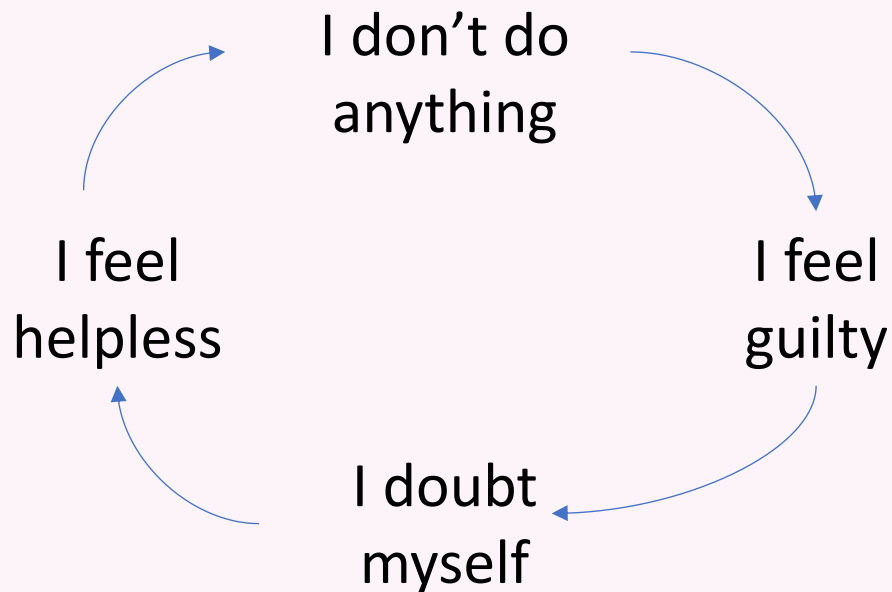 I don’t do
anything
I feel
guilty
I doubt
myself
I feel
helpless